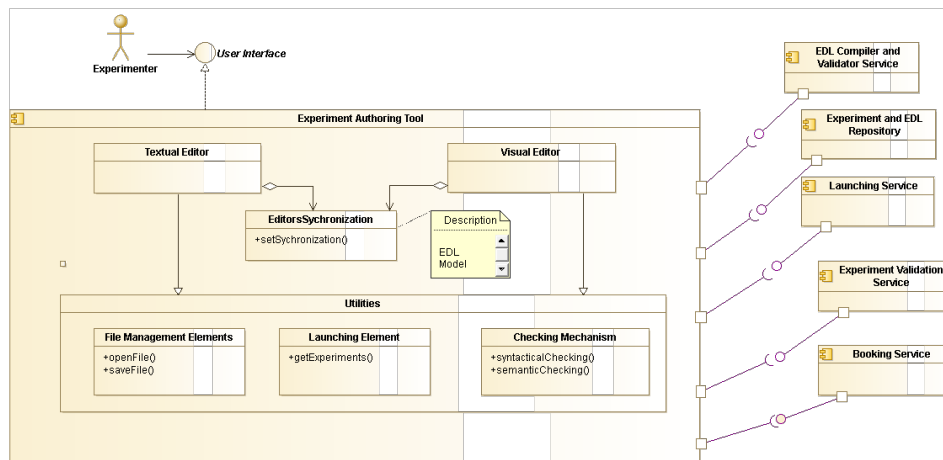 User Interface
Experimenter
EDL Compiler and
Validator Service
Experiment Authoring Tool
Experiment and EDL
Repository
Textual Editor
Visual Editor
Launching Service
EditorsSychronization
+setSychronization()
Description
EDL
Model
Experiment Validation
Service
Utilities
File Management Elements
+openFile()
+saveFile()
Launching Element
+getExperiments()
Checking Mechanism
+syntacticalChecking()
+semanticChecking()
Booking Service